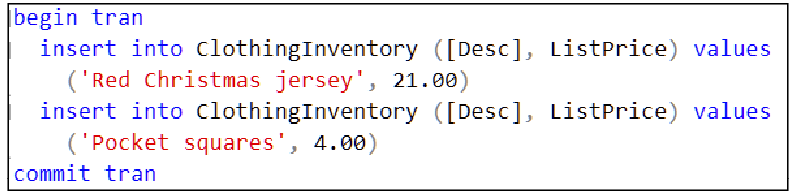 begin tran
insert into ClothingInventory ([Desc], ListPrice) values
('Red Christmas jersey', 21.00)
insert into ClothingInventory ([Desc], ListPrice) values
('Pocket squares', 4.00)
commit tran